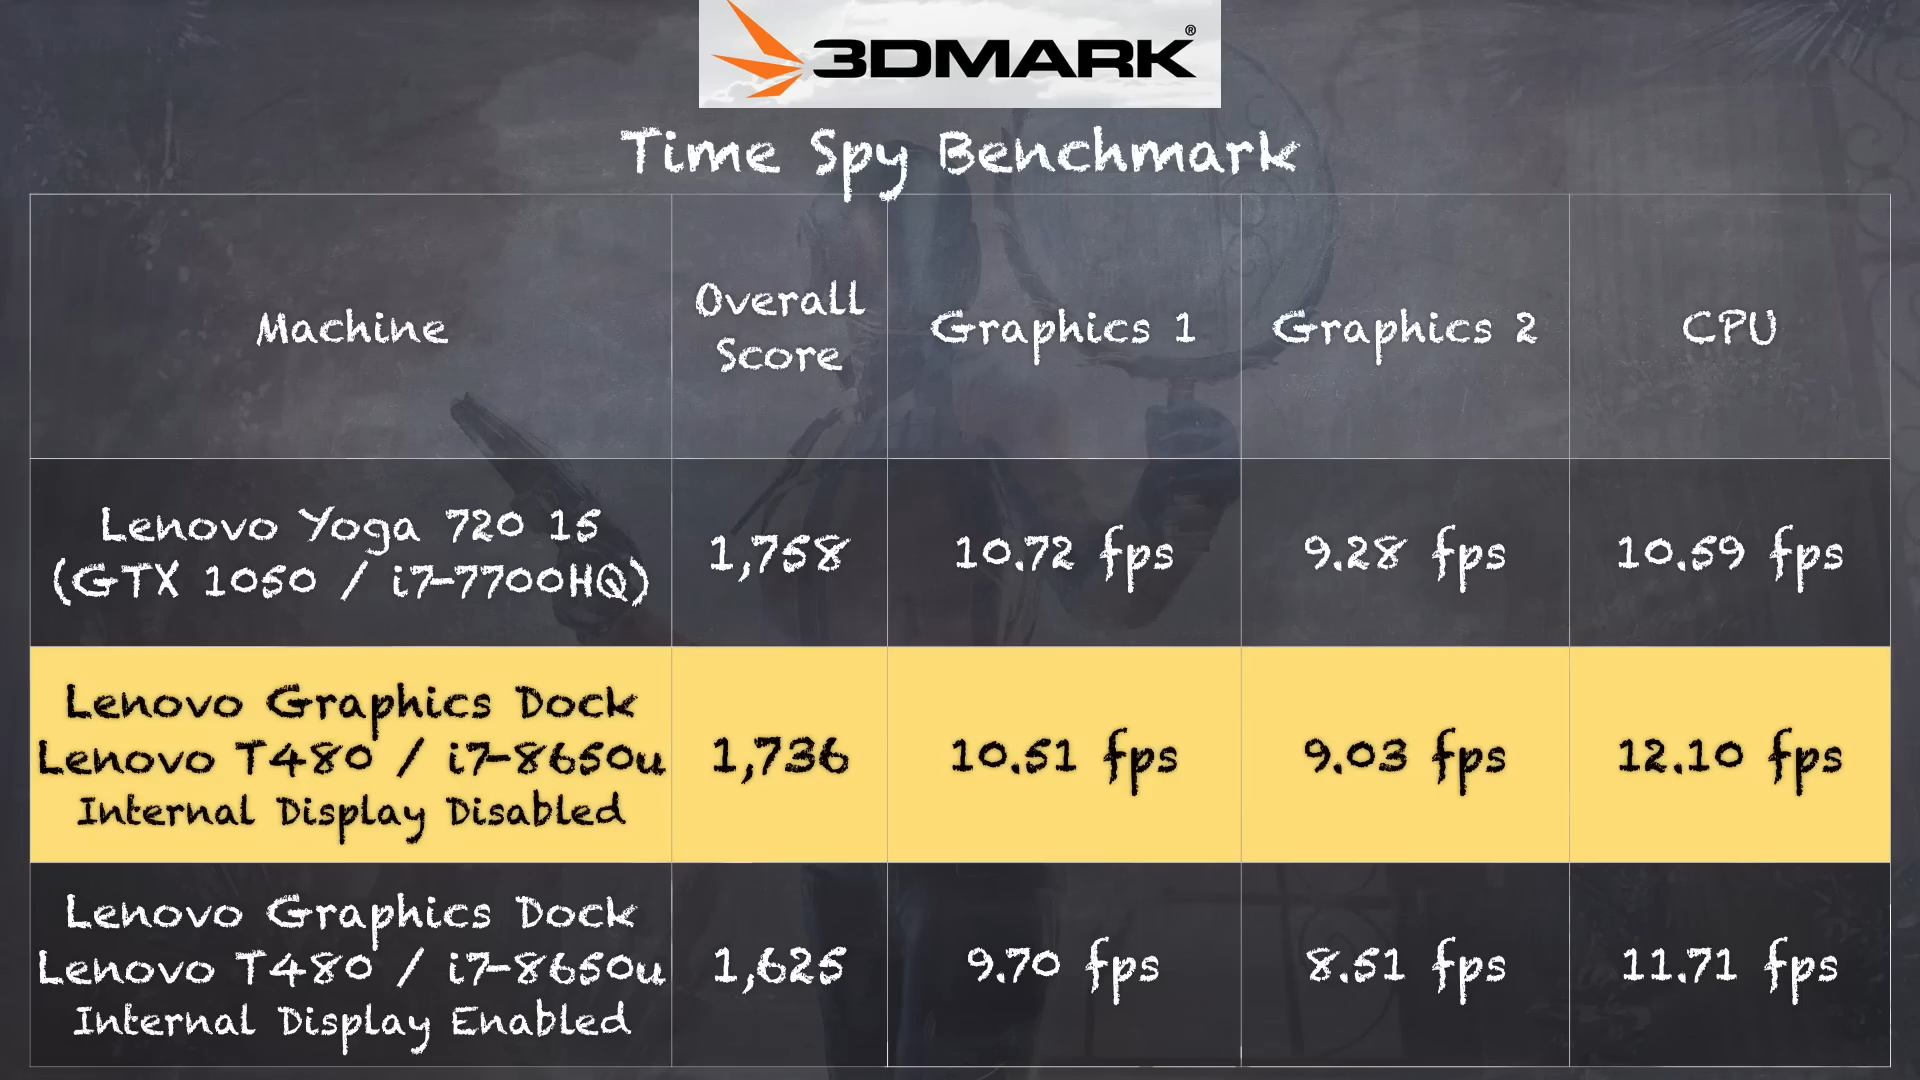 3DMARK®
Time Spy Benchmark
Machine
Overall
Score
Graphics 1
Graphics 2
CPU
Lenovo Yoga 720 15
(GTX 1050 / i7-7700HQ)
1,758
10.72 fps
9.28 fps
10.59 fps
Lenovo Graphics Dock
Lenovo T480 / i7-8650u
Internal Display Disabled
1,736
10.51 fps
9.03 fps
12.10 fps
Lenovo Graphics Dock
Lenovo T480 / i7-8650u
Internal Display Enabled
1,625
9.70 fps
8.51 fps
11.71 fps